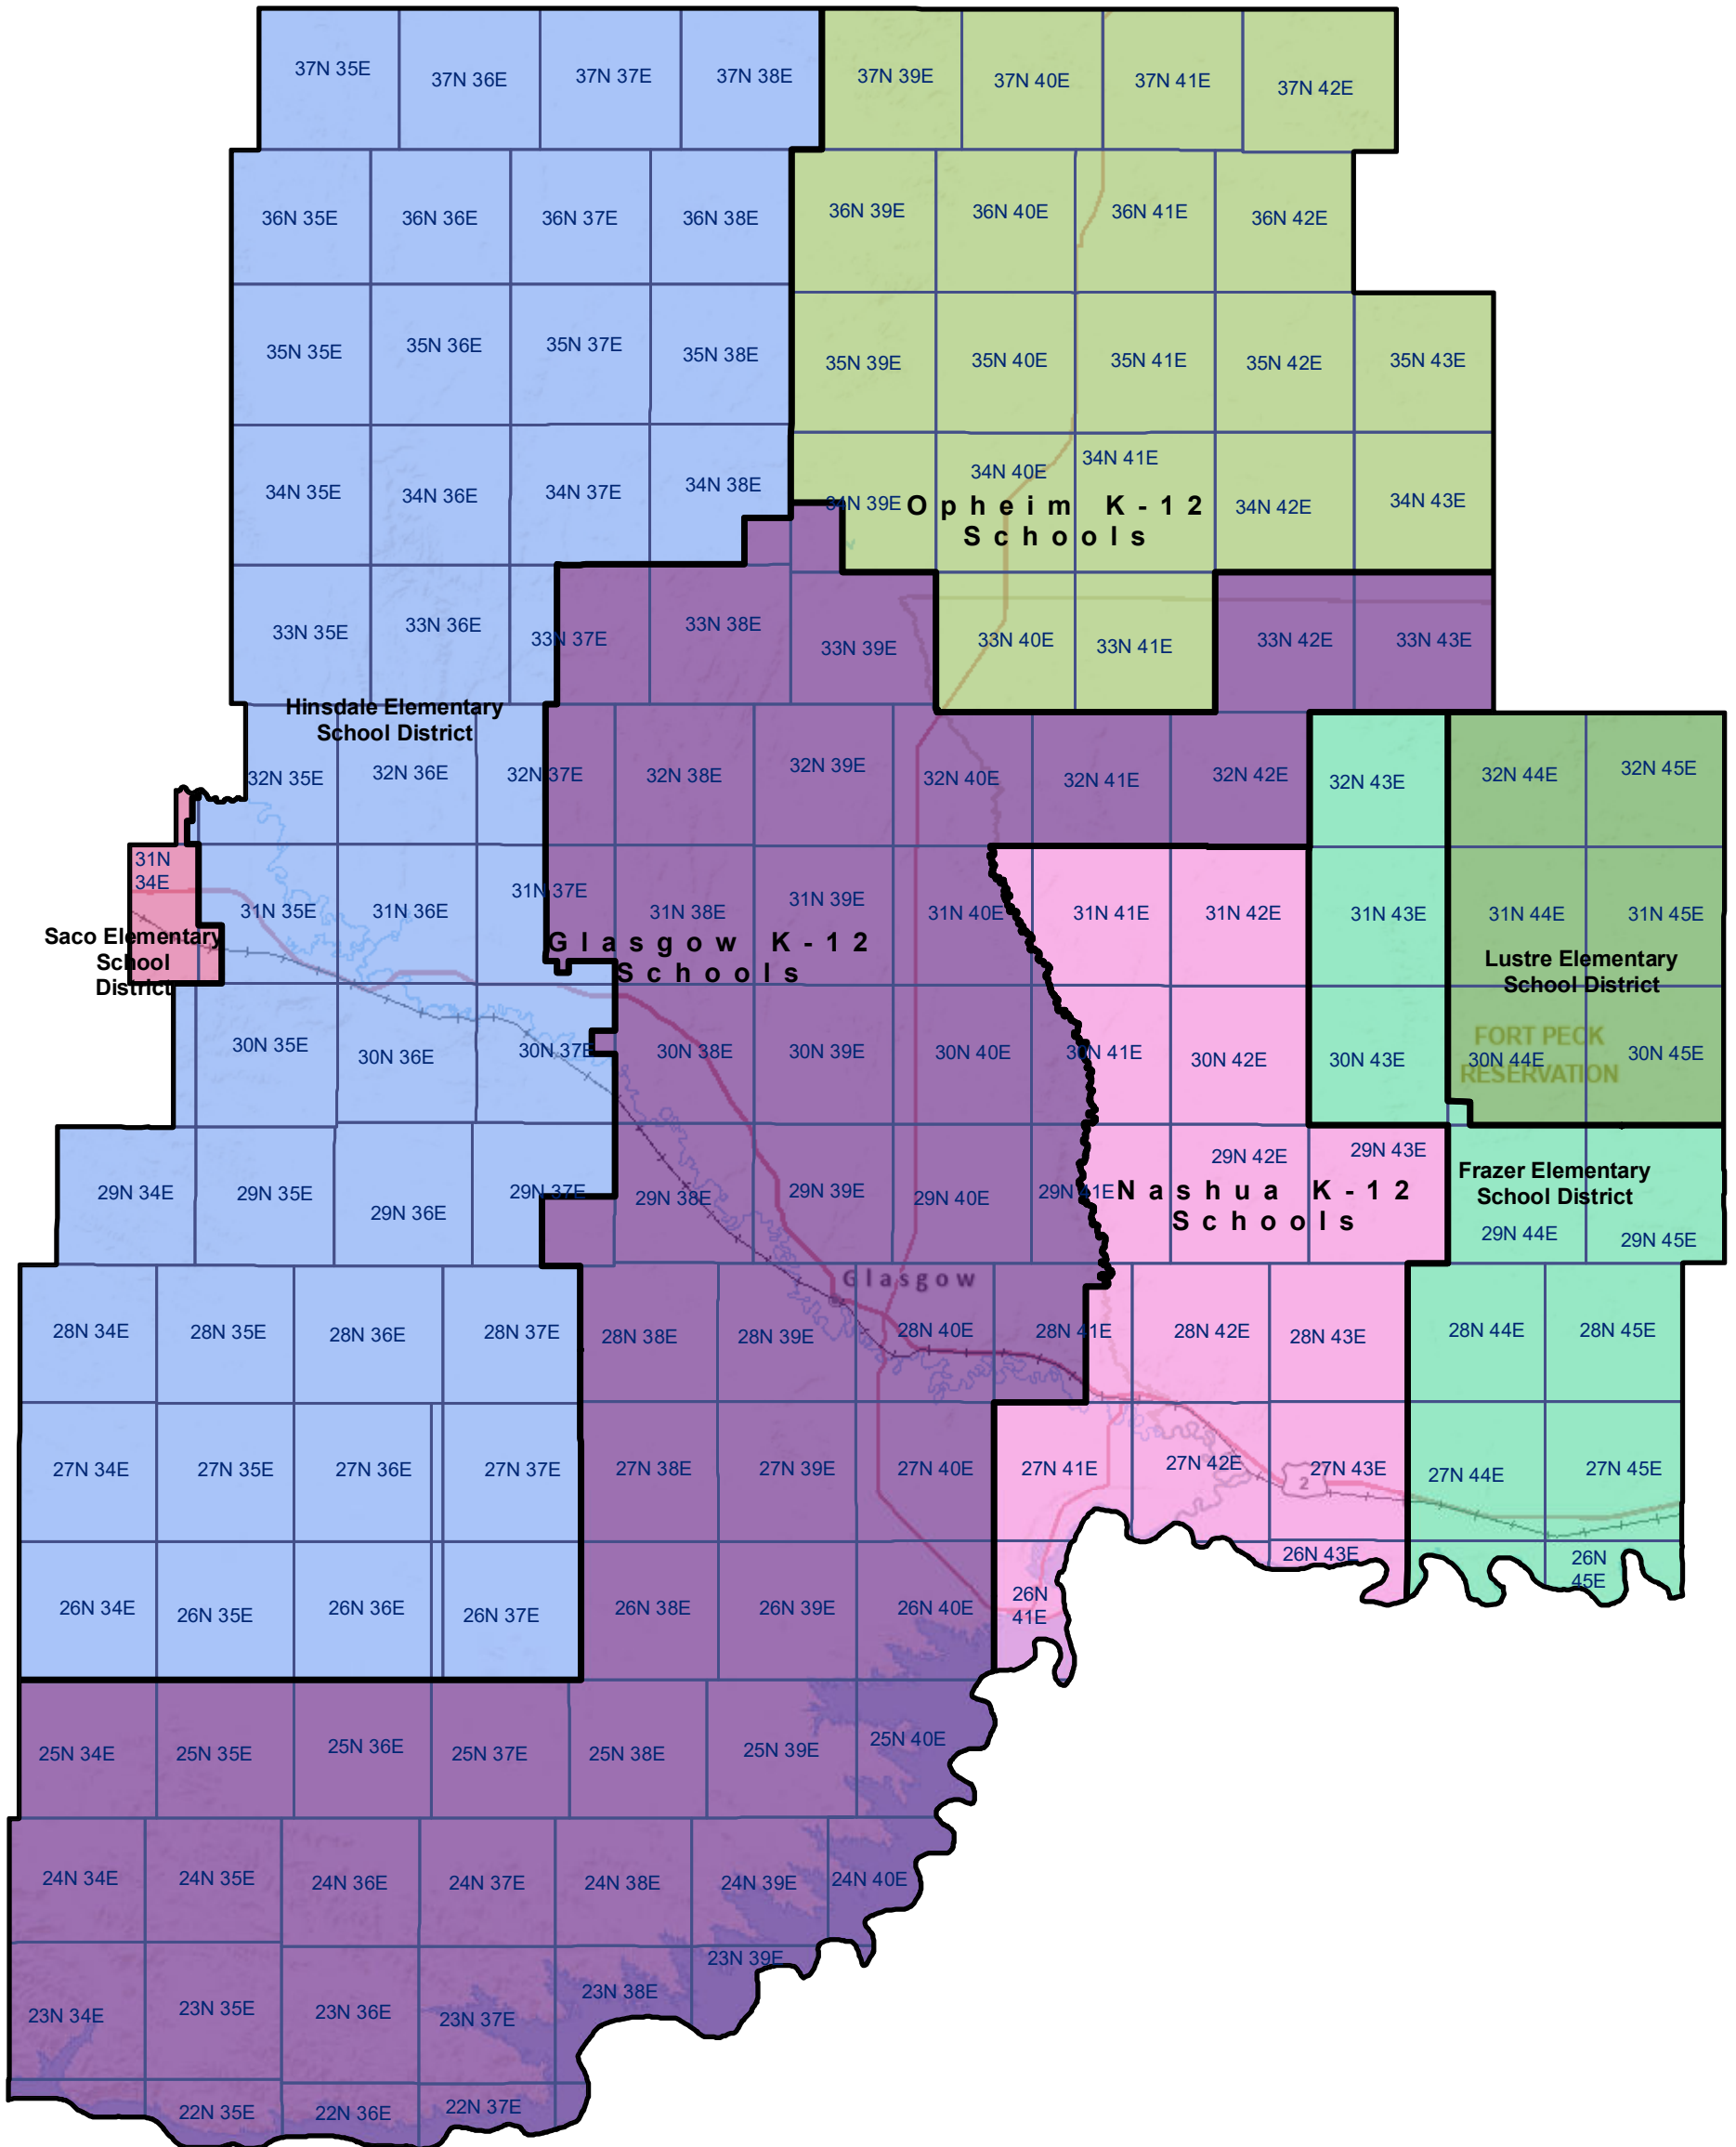 37N 35E
37N 36E
37N 37E
37N 38E
37N 39E
37N 40E
37N 41E
37N 42E
36N 35E
36N 36E
36N 37E
36N 38E
36N 39E
36N 40E
36N 41E
36N 42E
35N 35E
35N 36E
35N 37E
35N 38E
35N 39E
35N 40E
35N 41E
35N 42E
35N 43E
34N 35E
34N 36E
34N 37E
34N 38E
34N 39E
34N 40E
34N 41E
34N 42E
34N 43E
Opheim K-12
Schools
33N 35E
33N 36E
33N 37E
33N 38E
33N 39E
33N 40E
33N 41E
33N 42E
33N 43E
Hinsdale Elementary
School District
32N 35E
32N 36E
32N 37E
32N 38E
32N 39E
32N 40E
32N 41E
32N 42E
32N 43E
32N 44E
32N 45E
31N
34E
31N 35E
31N 36E
31N 37E
31N 38E
31N 39E
31N 40E
31N 41E
31N 42E
31N 43E
31N 44E
31N 45E
Saco Elementary
School
District
Glasgow K-12
Schools
Lustre Elementary
School District
FORT PECK
RESERVATION
30N 35E
30N 36E
30N 37E
30N 38E
30N 39E
30N 40E
30N 41E
30N 42E
30N 43E
30N 44E
30N 45E
29N 34E
29N 35E
29N 36E
29N 37E
29N 38E
29N 39E
29N 40E
29N 41E
29N 42E
29N 43E
Nashua K-12
Schools
Frazer Elementary
School District
29N 44E
29N 45E
Glasgow
28N 34E
28N 35E
28N 36E
28N 37E
28N 38E
28N 39E
28N 40E
28N 41E
28N 42E
28N 43E
28N 44E
28N 45E
27N 34E
27N 35E
27N 36E
27N 37E
27N 38E
27N 39E
27N 40E
27N 41E
27N 42E
2
27N 43E
27N 44E
27N 45E
26N 34E
26N 35E
26N 36E
26N 37E
26N 38E
26N 39E
26N 40E
26N
41E
26N 43E
26N
45E
25N 34E
25N 35E
25N 36E
25N 37E
25N 38E
25N 39E
25N 40E
24N 34E
24N 35E
24N 36E
24N 37E
24N 38E
24N 39E
24N 40E
23N 34E
23N 35E
23N 36E
23N 37E
23N 38E
23N 39E
22N 35E
22N 36E
22N 37E